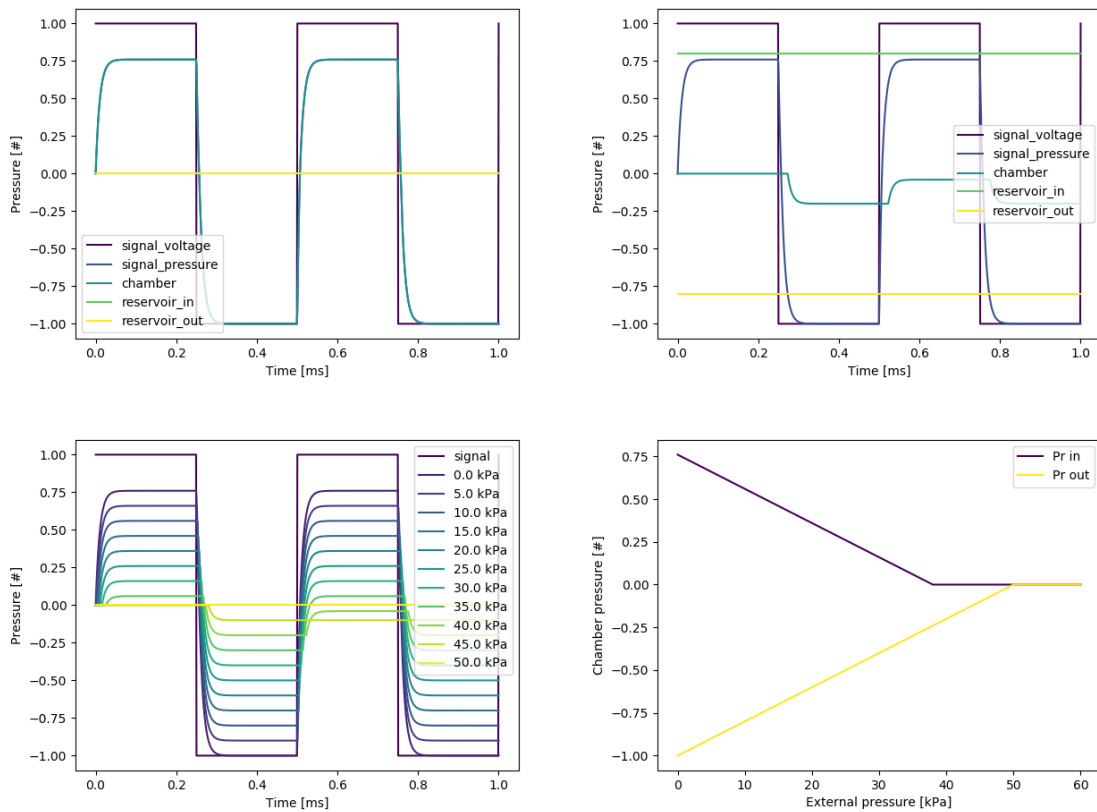 1.00
0.75
0.50
0.25
0.00
−0.25
−0.50
−0.75
−1.00
Pressure [#]
signal_voltage
signal_pressure
chamber
reservoir_in
reservoir_out
0.0 0.2 0.4 0.6 0.8 1.0
Time [ms]
1.00
0.75
0.50
0.25
0.00
−0.25
−0.50
−0.75
−1.00
Pressure [#]
signal_voltage
signal_pressure
chamber
reservoir_in
reservoir_out
0.0 0.2 0.4 0.6 0.8 1.0
Time [ms]
1.00
0.75
0.50
0.25
0.00
−0.25
−0.50
−0.75
−1.00
Pressure [#]
signal
0.0 kPa
5.0 kPa
10.0 kPa
15.0 kPa
20.0 kPa
25.0 kPa
30.0 kPa
35.0 kPa
40.0 kPa
45.0 kPa
50.0 kPa
0.0 0.2 0.4 0.6 0.8 1.0
Time [ms]
0.75
0.50
0.25
0.00
−0.25
−0.50
−0.75
−1.00
Chamber pressure [#]
Pr in
Pr out
0 10 20 30 40 50 60
External pressure [kPa]